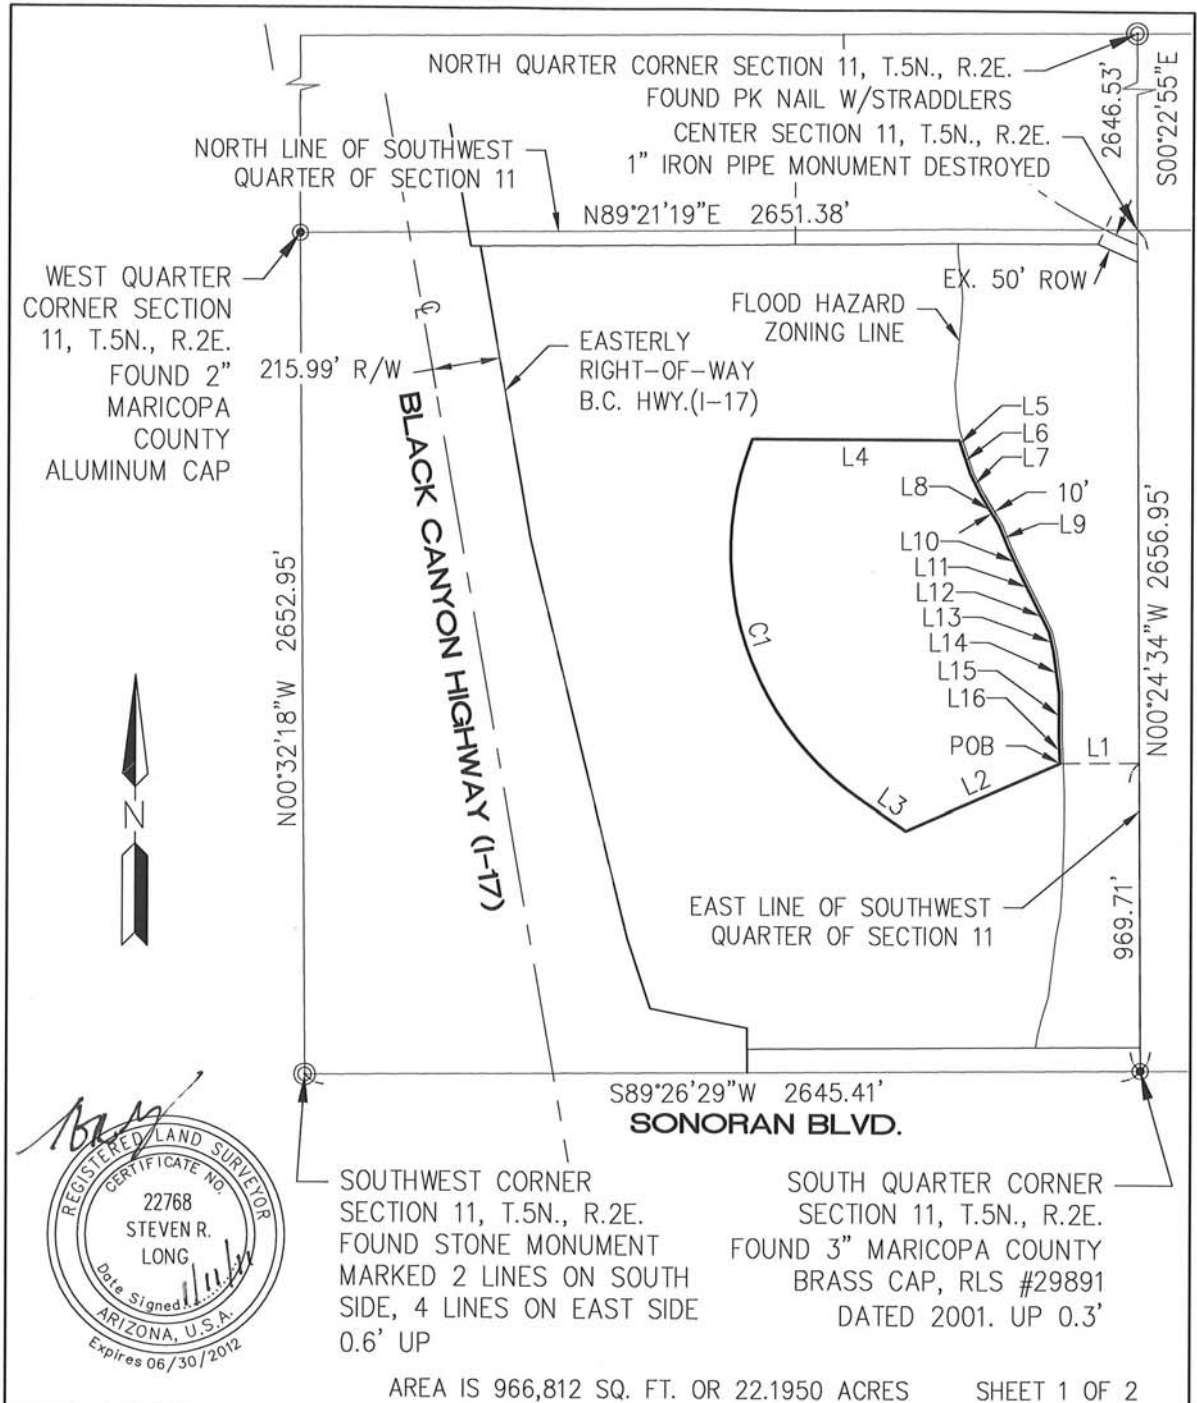 NORTH QUARTER CORNER SECTION 11, T.5N., R.2E.
FOUND PK NAIL W/STRADDLERS
2646.53'
S00°22'55"E
CENTER SECTION 11, T.5N., R.2E.
1" IRON PIPE MONUMENT DESTROYED
NORTH LINE OF SOUTHWEST
QUARTER OF SECTION 11
N89°21'19"E 2651.38'
WEST QUARTER
CORNER SECTION
11, T.5N., R.2E.
FOUND 2"
MARICOPA
COUNTY
ALUMINUM CAP
EX. 50' ROW
FLOOD HAZARD
ZONING LINE
℄
215.99' R/W
EASTERLY
RIGHT-OF-WAY
B.C. HWY.(I-17)
BLACK CANYON HIGHWAY (I-17)
L4
L5
L6
L7
L8
10'
L9
L10
L11
L12
L13
L14
L15
L16
POB
L1
L2
L3
C1
N00°32'18"W 2652.95'
N00°24'34"W 2656.95'
N
EAST LINE OF SOUTHWEST
QUARTER OF SECTION 11
969.71'
S89°26'29"W 2645.41'
SONORAN BLVD.
REGISTERED LAND SURVEYOR
CERTIFICATE NO.
22768
STEVEN R.
LONG
Date Signed 1/11/11
ARIZONA, U.S.A.
Expires 06/30/2012
SOUTHWEST CORNER
SECTION 11, T.5N., R.2E.
FOUND STONE MONUMENT
MARKED 2 LINES ON SOUTH
SIDE, 4 LINES ON EAST SIDE
0.6' UP
SOUTH QUARTER CORNER
SECTION 11, T.5N., R.2E.
FOUND 3" MARICOPA COUNTY
BRASS CAP, RLS #29891
DATED 2001. UP 0.3'
AREA IS 966,812 SQ. FT. OR 22.1950 ACRES SHEET 1 OF 2